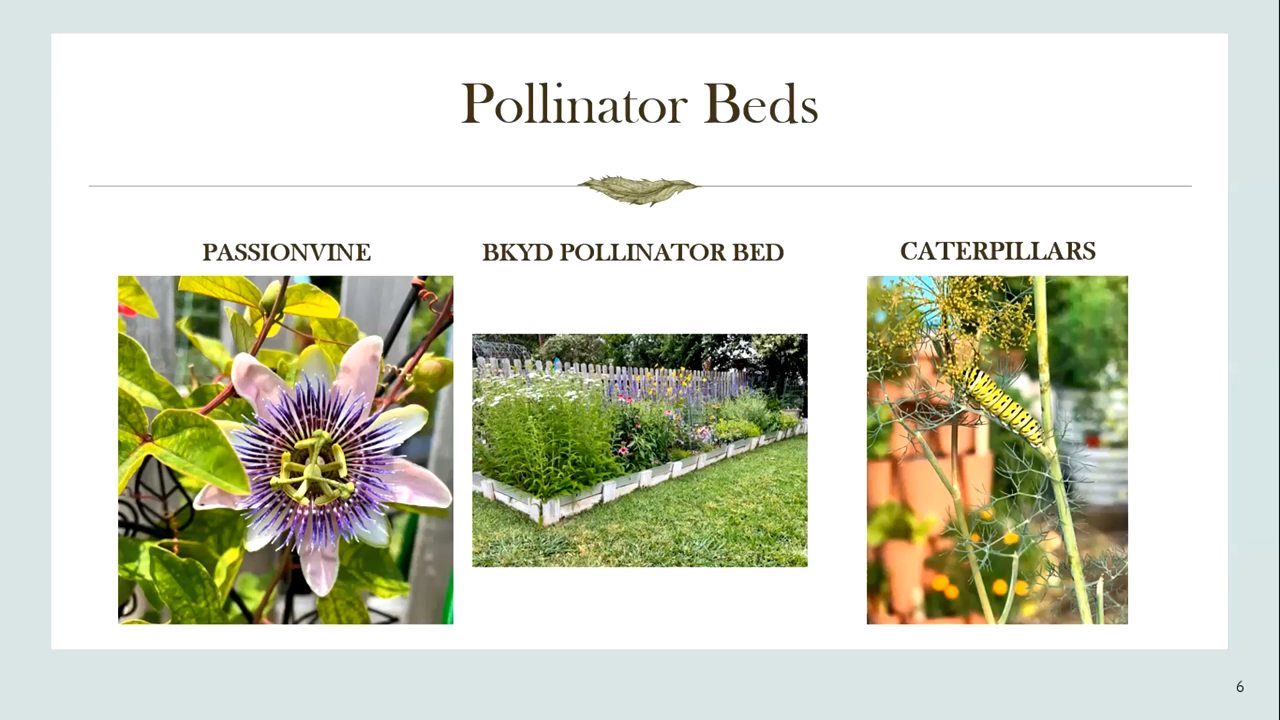 Pollinator Beds
PASSIONVINE
BKYD POLLINATOR BED
CATERPILLARS
6